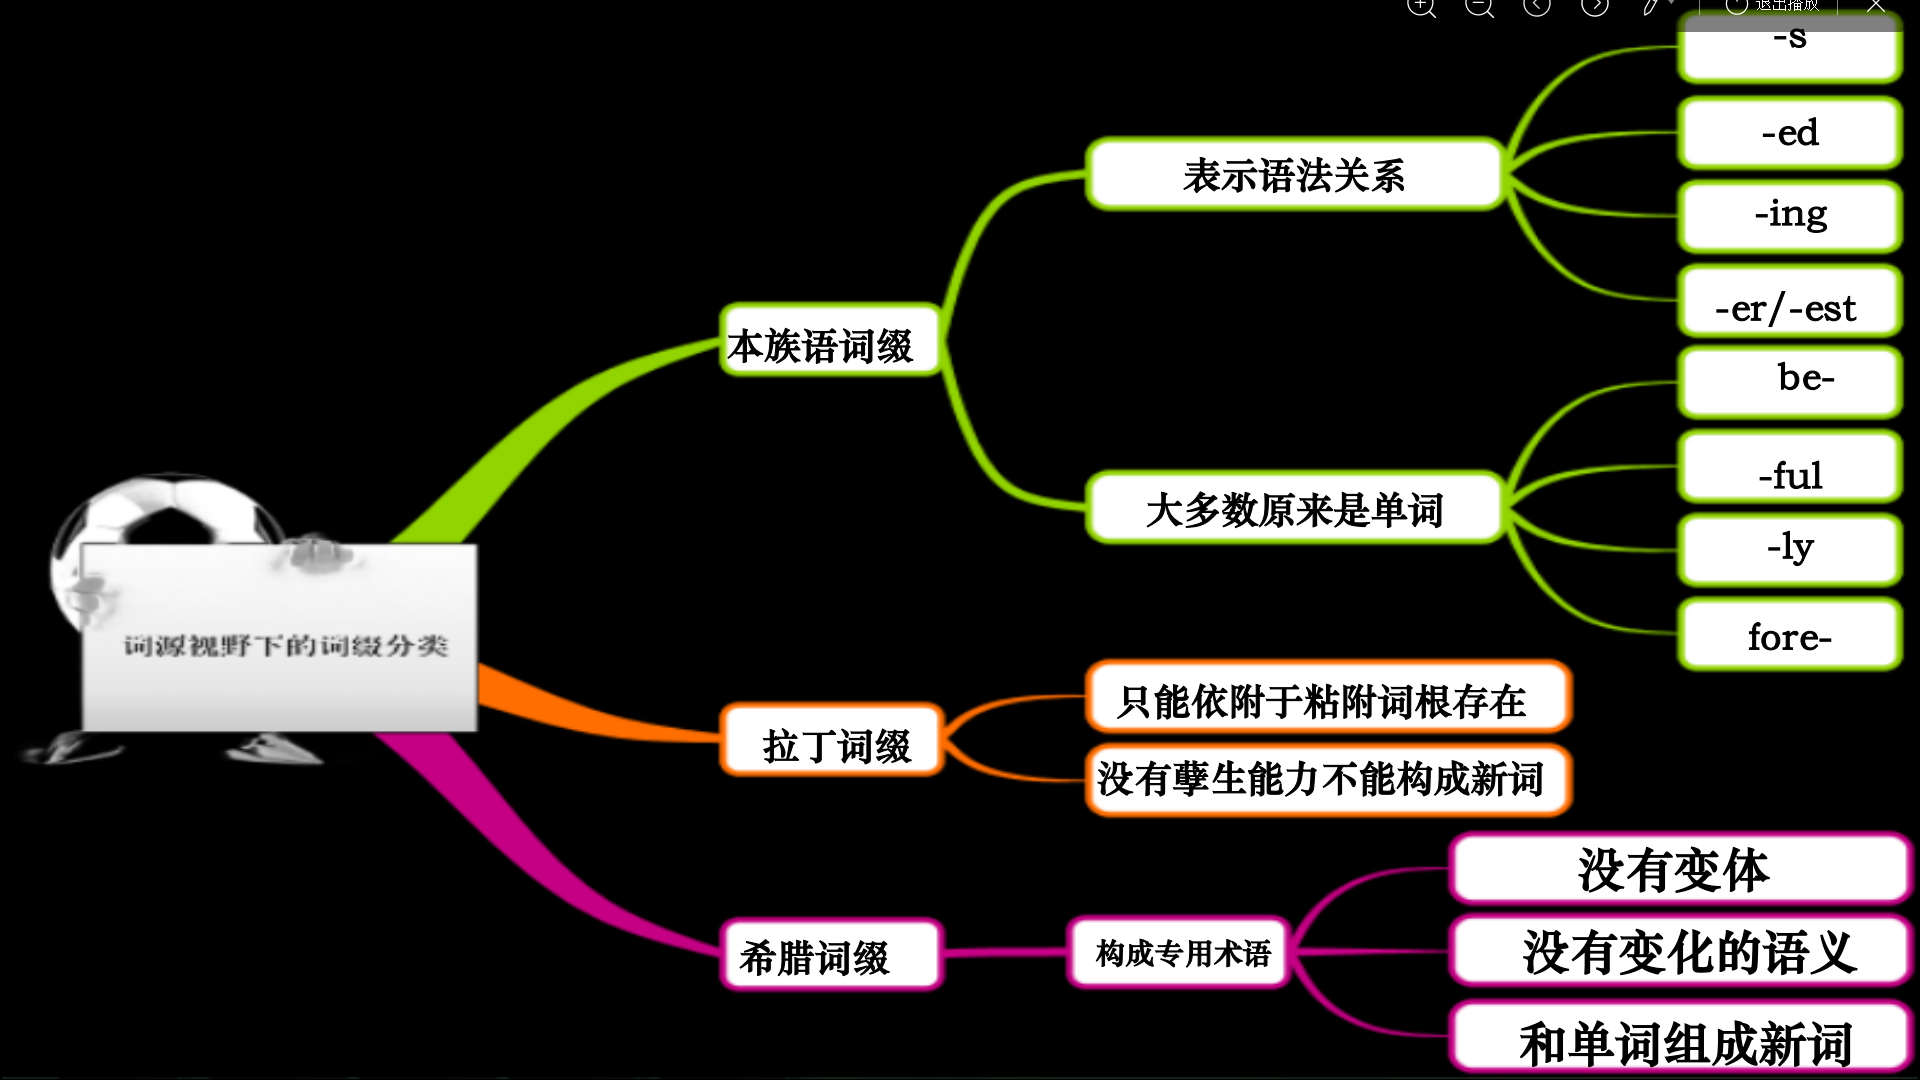 退出播放
-s
-ed
表示语法关系
-ing
-er/-est
本族语词缀
be-
-ful
大多数原来是单词
-ly
fore-
词源视野下的词缀分类
只能依附于粘附词根存在
拉丁词缀
没有孳生能力不能构成新词
没有变体
希腊词缀
构成专用术语
没有变化的语义
和单词组成新词